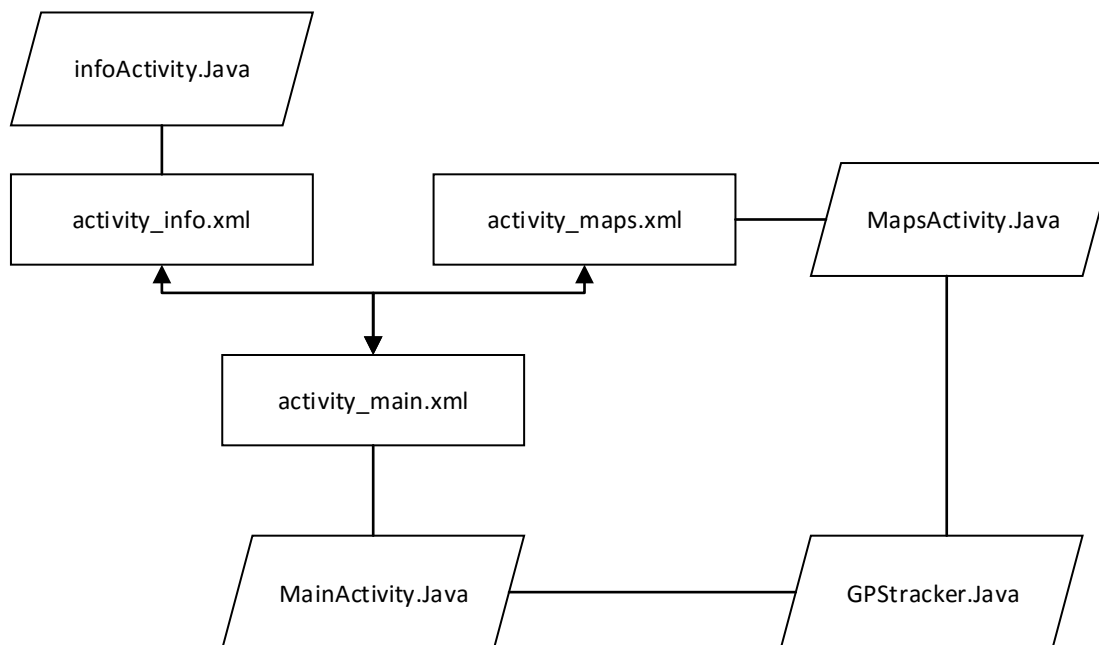 infoActivity.Java
activity_info.xml
activity_maps.xml
MapsActivity.Java
activity_main.xml
MainActivity.Java
GPStracker.Java